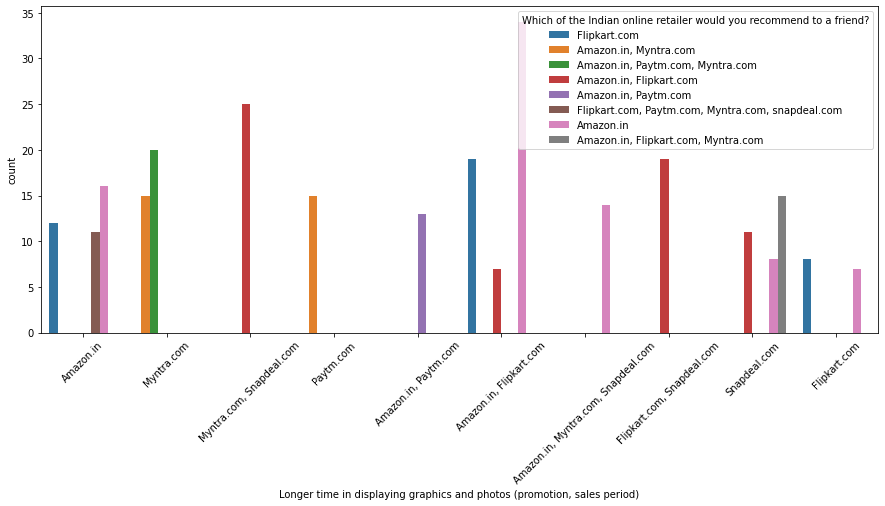 Which of the Indian online retailer would you recommend to a friend?
Flipkart.com
Amazon.in, Myntra.com
Amazon.in, Paytm.com, Myntra.com
Amazon.in, Flipkart.com
Amazon.in, Paytm.com
Flipkart.com, Paytm.com, Myntra.com, snapdeal.com
Amazon.in
Amazon.in, Flipkart.com, Myntra.com
35
30
25
20
15
10
5
0
count
Amazon.in
Myntra.com
Myntra.com, Snapdeal.com
Paytm.com
Amazon.in, Paytm.com
Amazon.in, Flipkart.com
Amazon.in, Myntra.com, Snapdeal.com
Flipkart.com, Snapdeal.com
Snapdeal.com
Flipkart.com
Longer time in displaying graphics and photos (promotion, sales period)